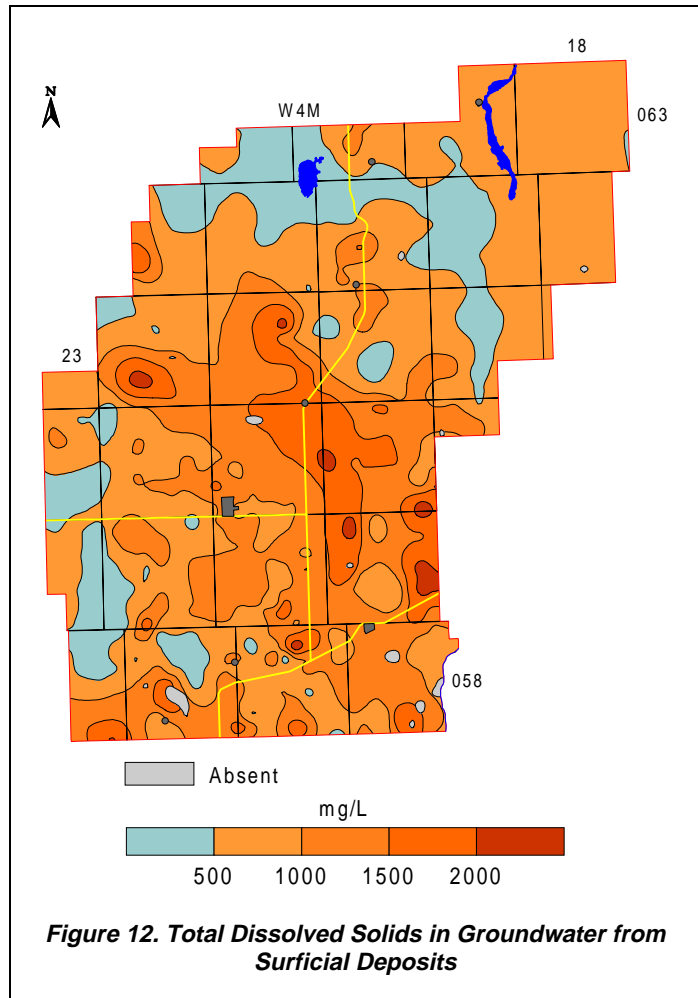 18
N
W4M
063
23
058
Absent
mg/L
500 1000 1500 2000
Figure 12. Total Dissolved Solids in Groundwater from
Surficial Deposits